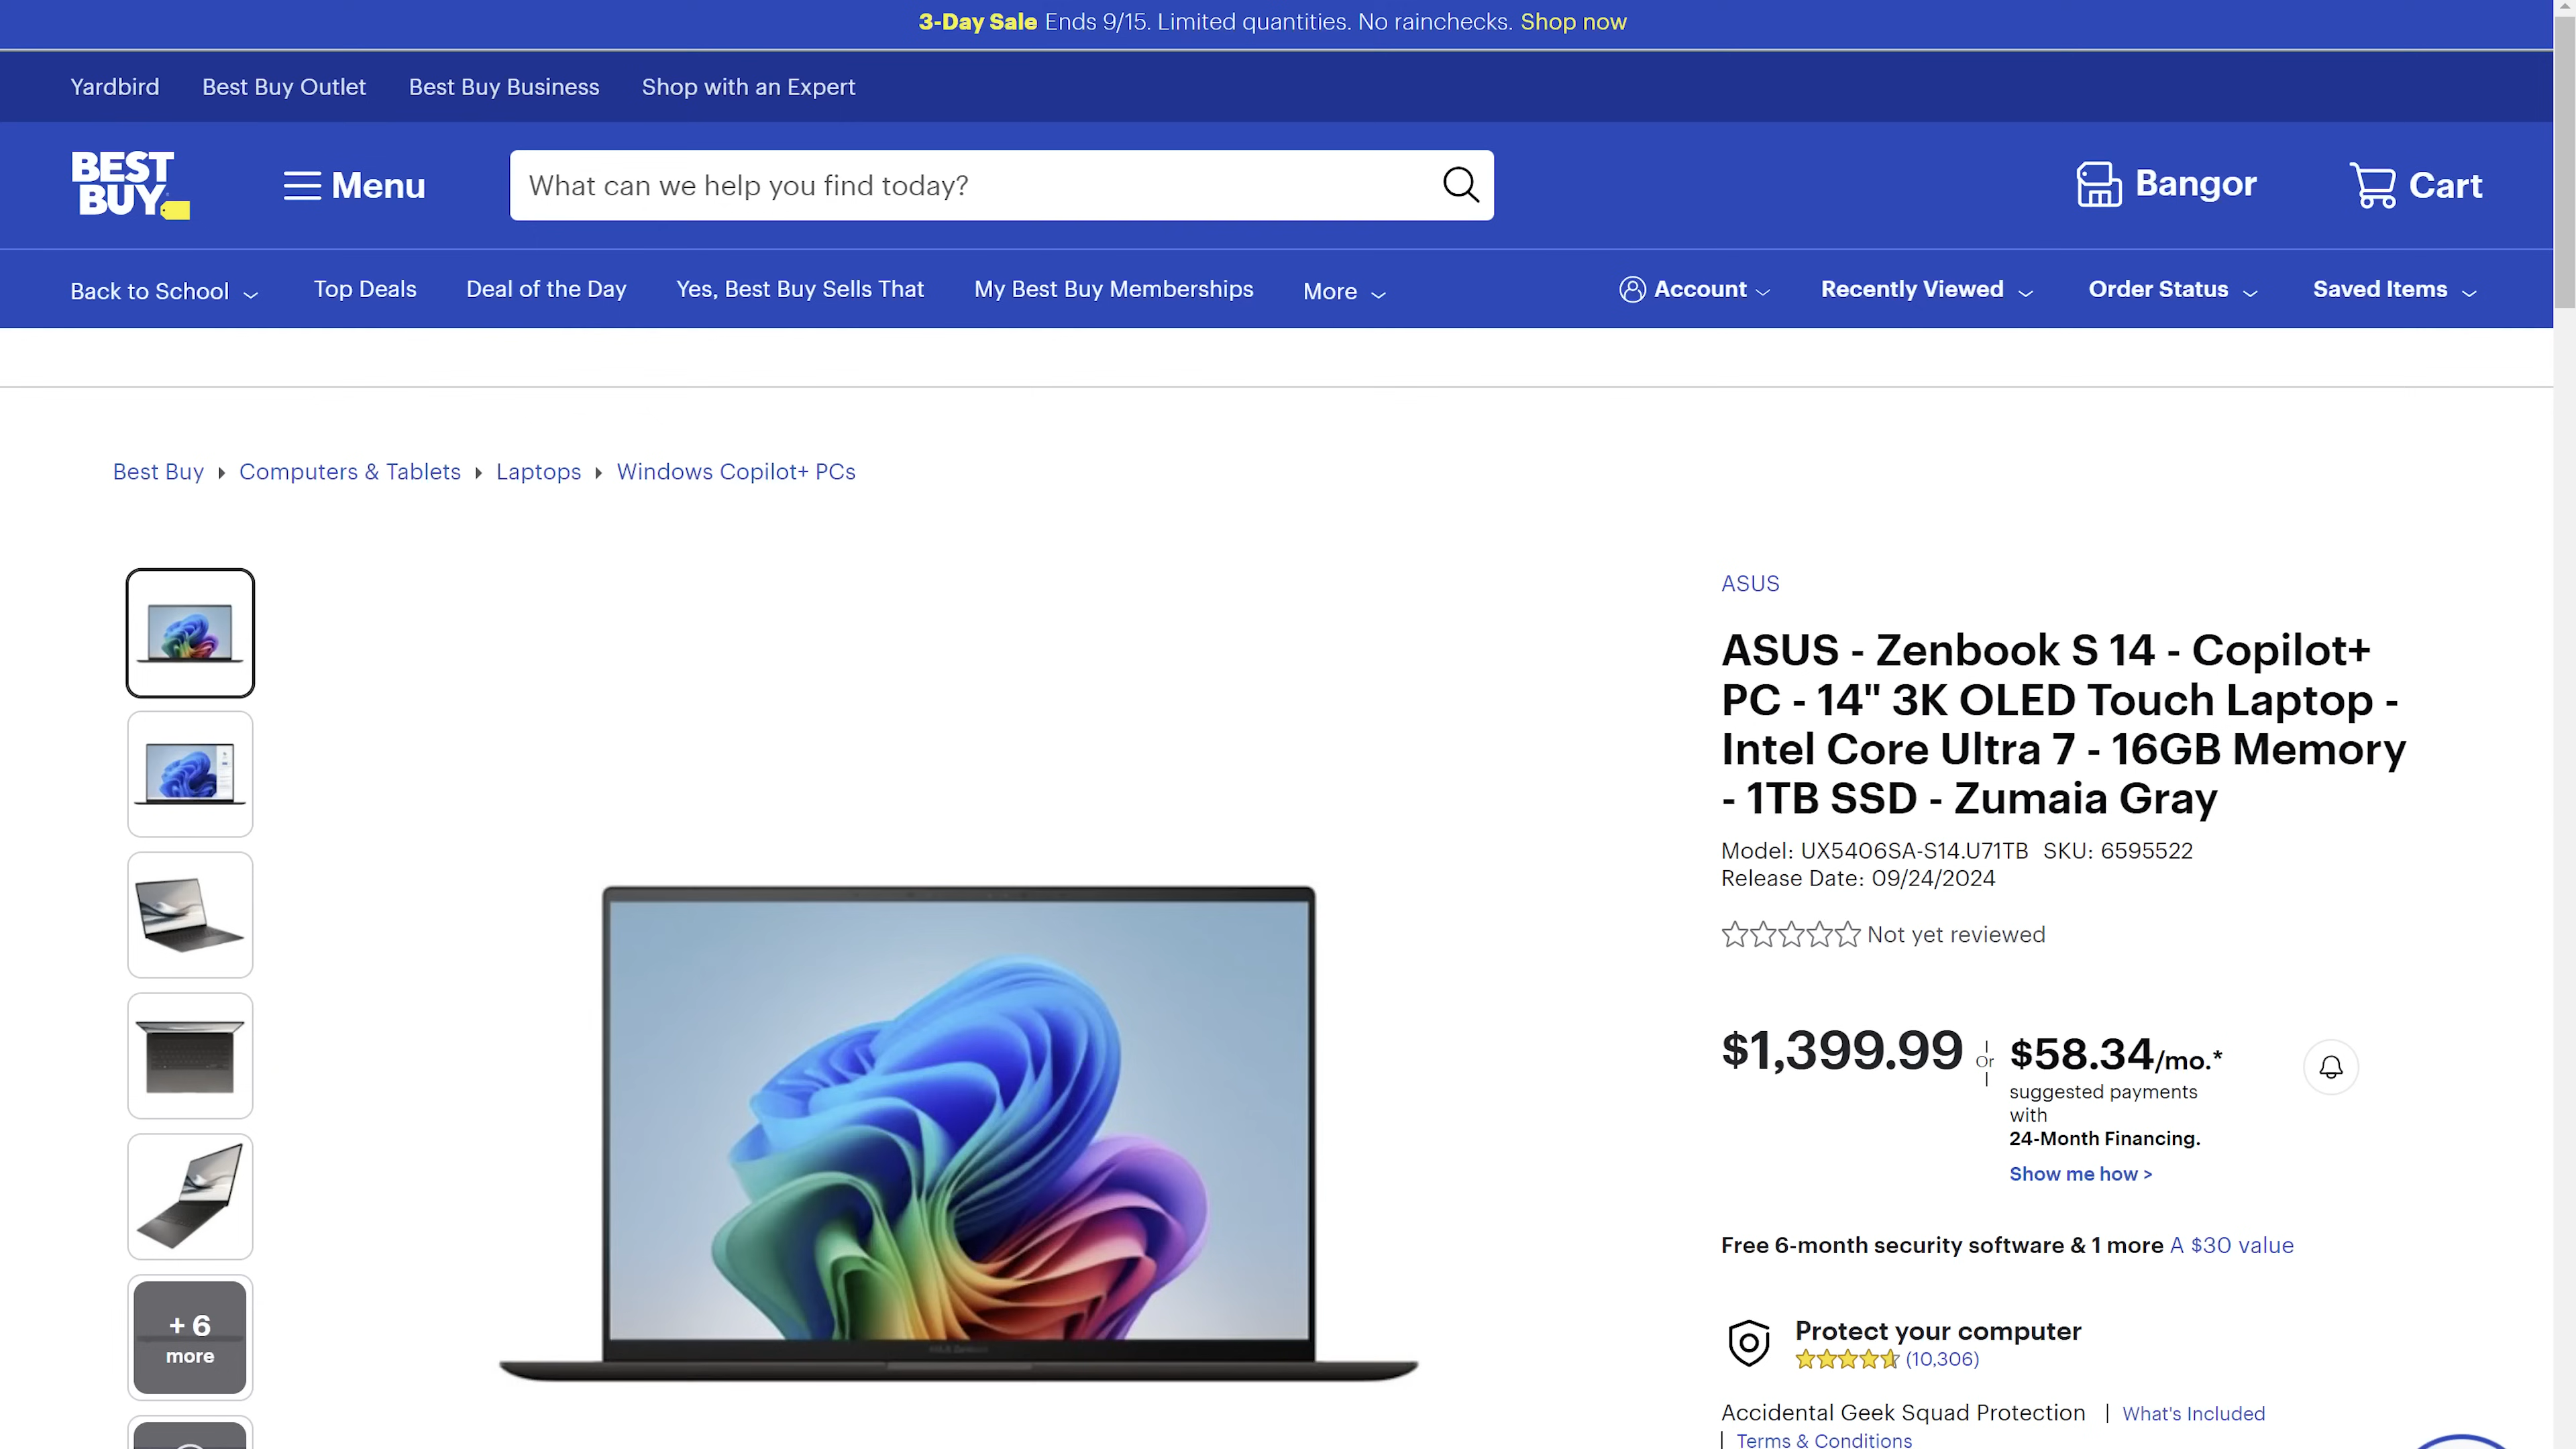 3-Day Sale Ends 9/15. Limited quantities. No rainchecks. Shop now
Yardbird Best Buy Outlet Best Buy Business Shop with an Expert
BEST
BUY
Menu
What can we help you find today?
Bangor
Cart
Back to School Top Deals Deal of the Day Yes, Best Buy Sells That My Best Buy Memberships More Account Recently Viewed Order Status Saved Items
Best Buy Computers & Tablets Laptops Windows Copilot+ PCs
+ 6
more
ASUS
ASUS - Zenbook S 14 - Copilot+
PC - 14" 3K OLED Touch Laptop -
Intel Core Ultra 7 - 16GB Memory
- 1TB SSD - Zumaia Gray
Model: UX5406SA-S14.U71TB SKU: 6595522
Release Date: 09/24/2024
Not yet reviewed
$1,399.99
Or
$58.34/mo.*
suggested payments
with
24-Month Financing.
Show me how >
Free 6-month security software & 1 more A $30 value
Protect your computer
(10,306)
Accidental Geek Squad Protection | What's Included
| Terms & Conditions